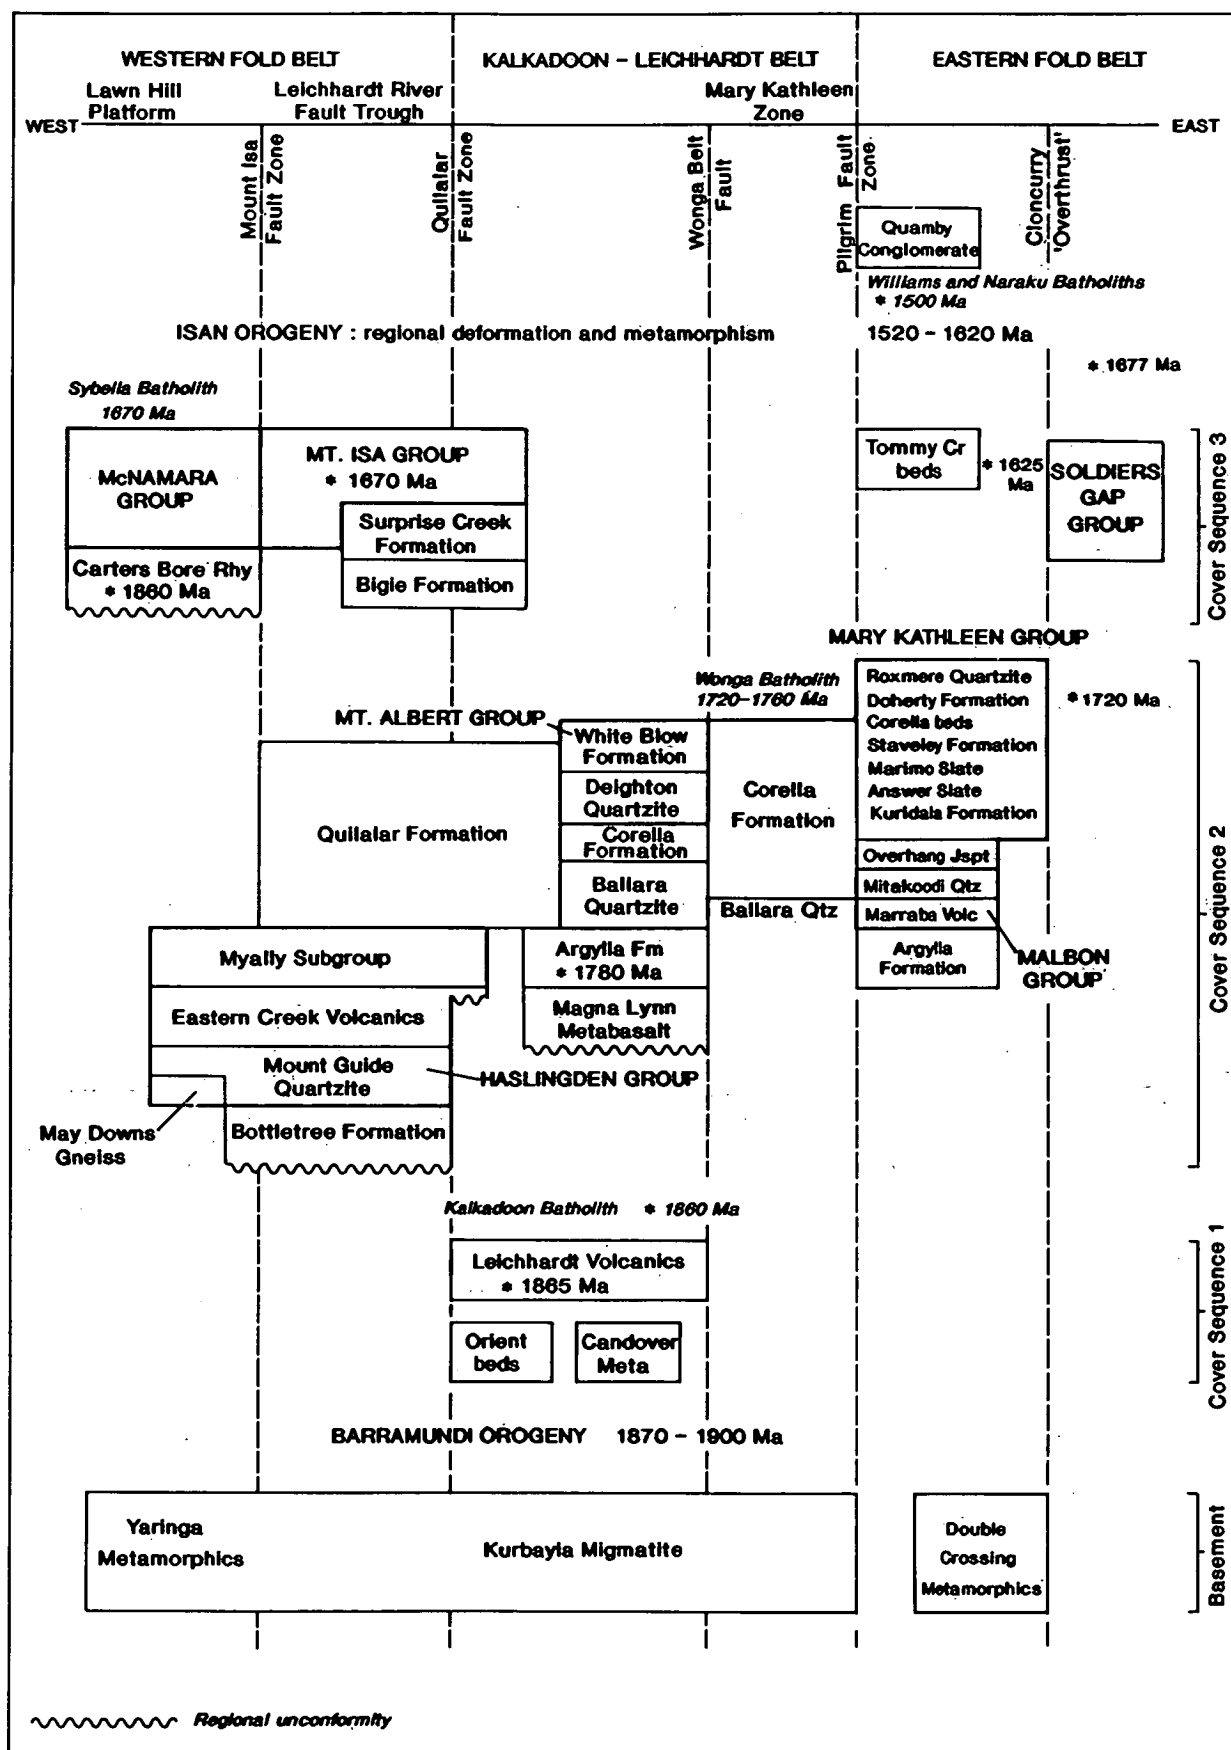 WESTERN FOLD BELT
KALKADOON – LEICHHARDT BELT
EASTERN FOLD BELT
Lawn Hill
Platform
Leichhardt River
Fault Trough
Mary Kathleen
Zone
WEST
EAST
Mount Isa
Fault Zone
Quilalar
Fault Zone
Wonga Belt
Fault
Pilgrim Fault
Zone
Cloncurry
'Overthrust'
Quamby
Conglomerate
Williams and Naraku Batholiths
* 1500 Ma
ISAN OROGENY : regional deformation and metamorphism
1520 – 1620 Ma
* 1677 Ma
Sybella Batholith
1670 Ma
McNAMARA
GROUP
MT. ISA GROUP
* 1670 Ma
Surprise Creek
Formation
Carters Bore Rhy
* 1860 Ma
Bigie Formation
Tommy Cr
beds
* 1625
Ma
SOLDIERS
GAP
GROUP
Cover Sequence 3
MARY KATHLEEN GROUP
Wonga Batholith
1720–1760 Ma
Roxmere Quartzite
Doherty Formation
Corella beds
Staveley Formation
Marimo Slate
Answer Slate
Kuridala Formation
* 1720 Ma
MT. ALBERT GROUP
White Blow
Formation
Deighton
Quartzite
Corella
Formation
Ballara
Quartzite
Quilalar Formation
Corella
Formation
Ballara Qtz
Overhang Jspt
Mitakoodi Qtz
Marraba Volc
Argylla
Formation
MALBON
GROUP
Myally Subgroup
Argylla Fm
* 1780 Ma
Eastern Creek Volcanics
Magna Lynn
Metabasalt
Mount Guide
Quartzite
HASLINGDEN GROUP
May Downs
Gneiss
Bottletree Formation
Cover Sequence 2
Kalkadoon Batholith * 1860 Ma
Leichhardt Volcanics
* 1865 Ma
Orient
beds
Candover
Meta
Cover Sequence 1
BARRAMUNDI OROGENY 1870 – 1900 Ma
Yaringa
Metamorphics
Kurbayia Migmatite
Double
Crossing
Metamorphics
Basement
Regional unconformity